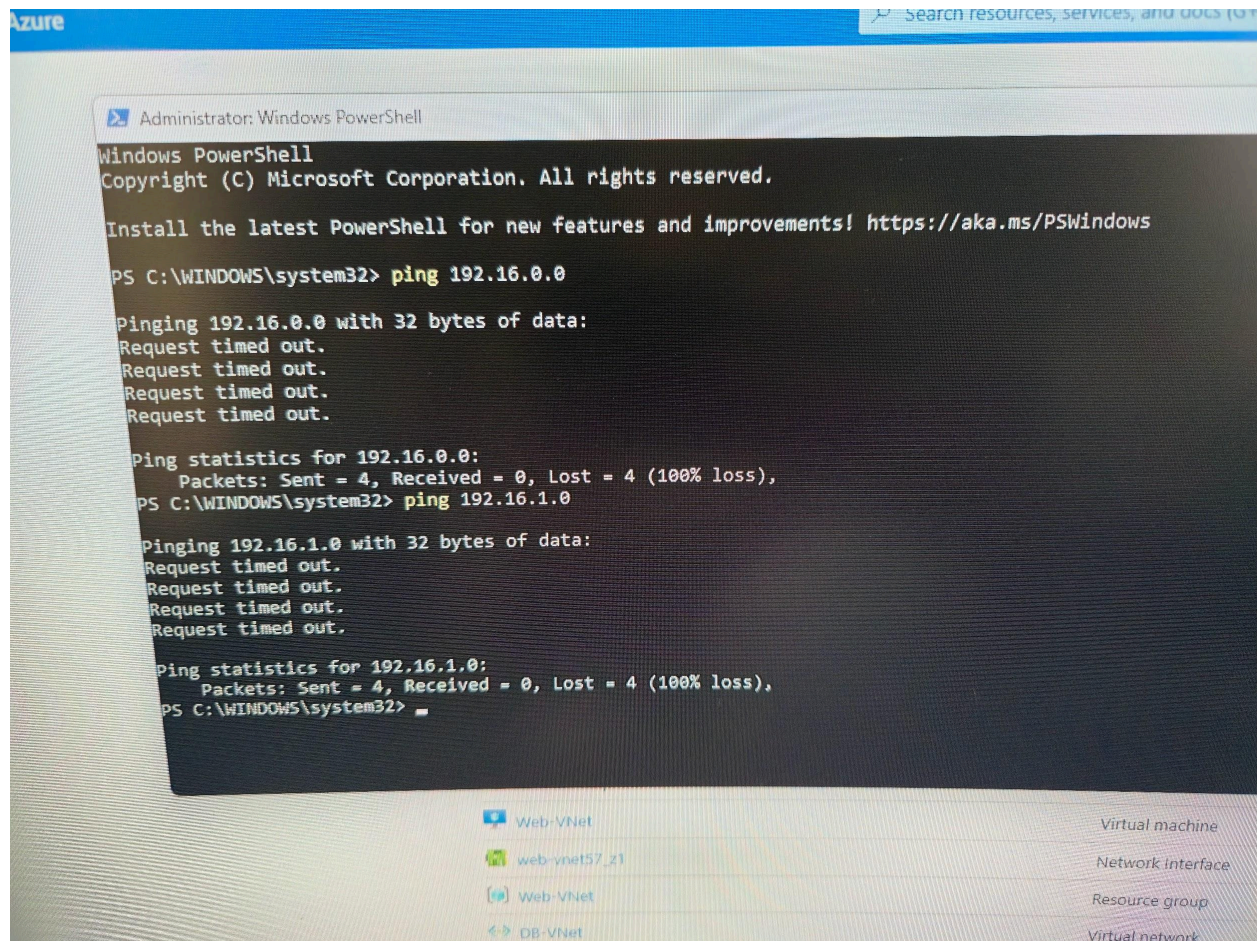 Azure
Search resources, services, and docs (G+
Administrator: Windows PowerShell
Windows PowerShell
Copyright (C) Microsoft Corporation. All rights reserved.
Install the latest PowerShell for new features and improvements! https://aka.ms/PSWindows
PS C:\WINDOWS\system32> ping 192.16.0.0
Pinging 192.16.0.0 with 32 bytes of data:
Request timed out.
Request timed out.
Request timed out.
Request timed out.
Ping statistics for 192.16.0.0:
Packets: Sent = 4, Received = 0, Lost = 4 (100% loss),
PS C:\WINDOWS\system32> ping 192.16.1.0
Pinging 192.16.1.0 with 32 bytes of data:
Request timed out.
Request timed out.
Request timed out.
Request timed out.
Ping statistics for 192.16.1.0:
Packets: Sent = 4, Received = 0, Lost = 4 (100% loss),
PS C:\WINDOWS\system32>
Web-VNet Virtual machine
web-vnet57_z1 Network Interface
Web-VNet Resource group
DB-VNet Virtual network